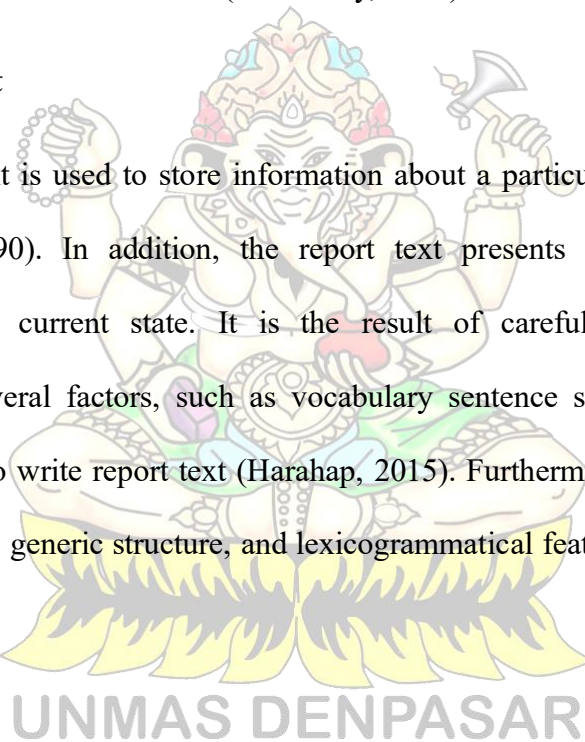 t
t is used to store information about a particu
90). In addition, the report text presents
current state. It is the result of careful
veral factors, such as vocabulary sentence s
o write report text (Harahap, 2015). Furtherm
generic structure, and lexicogrammatical feat
UNMAS DENPASAR